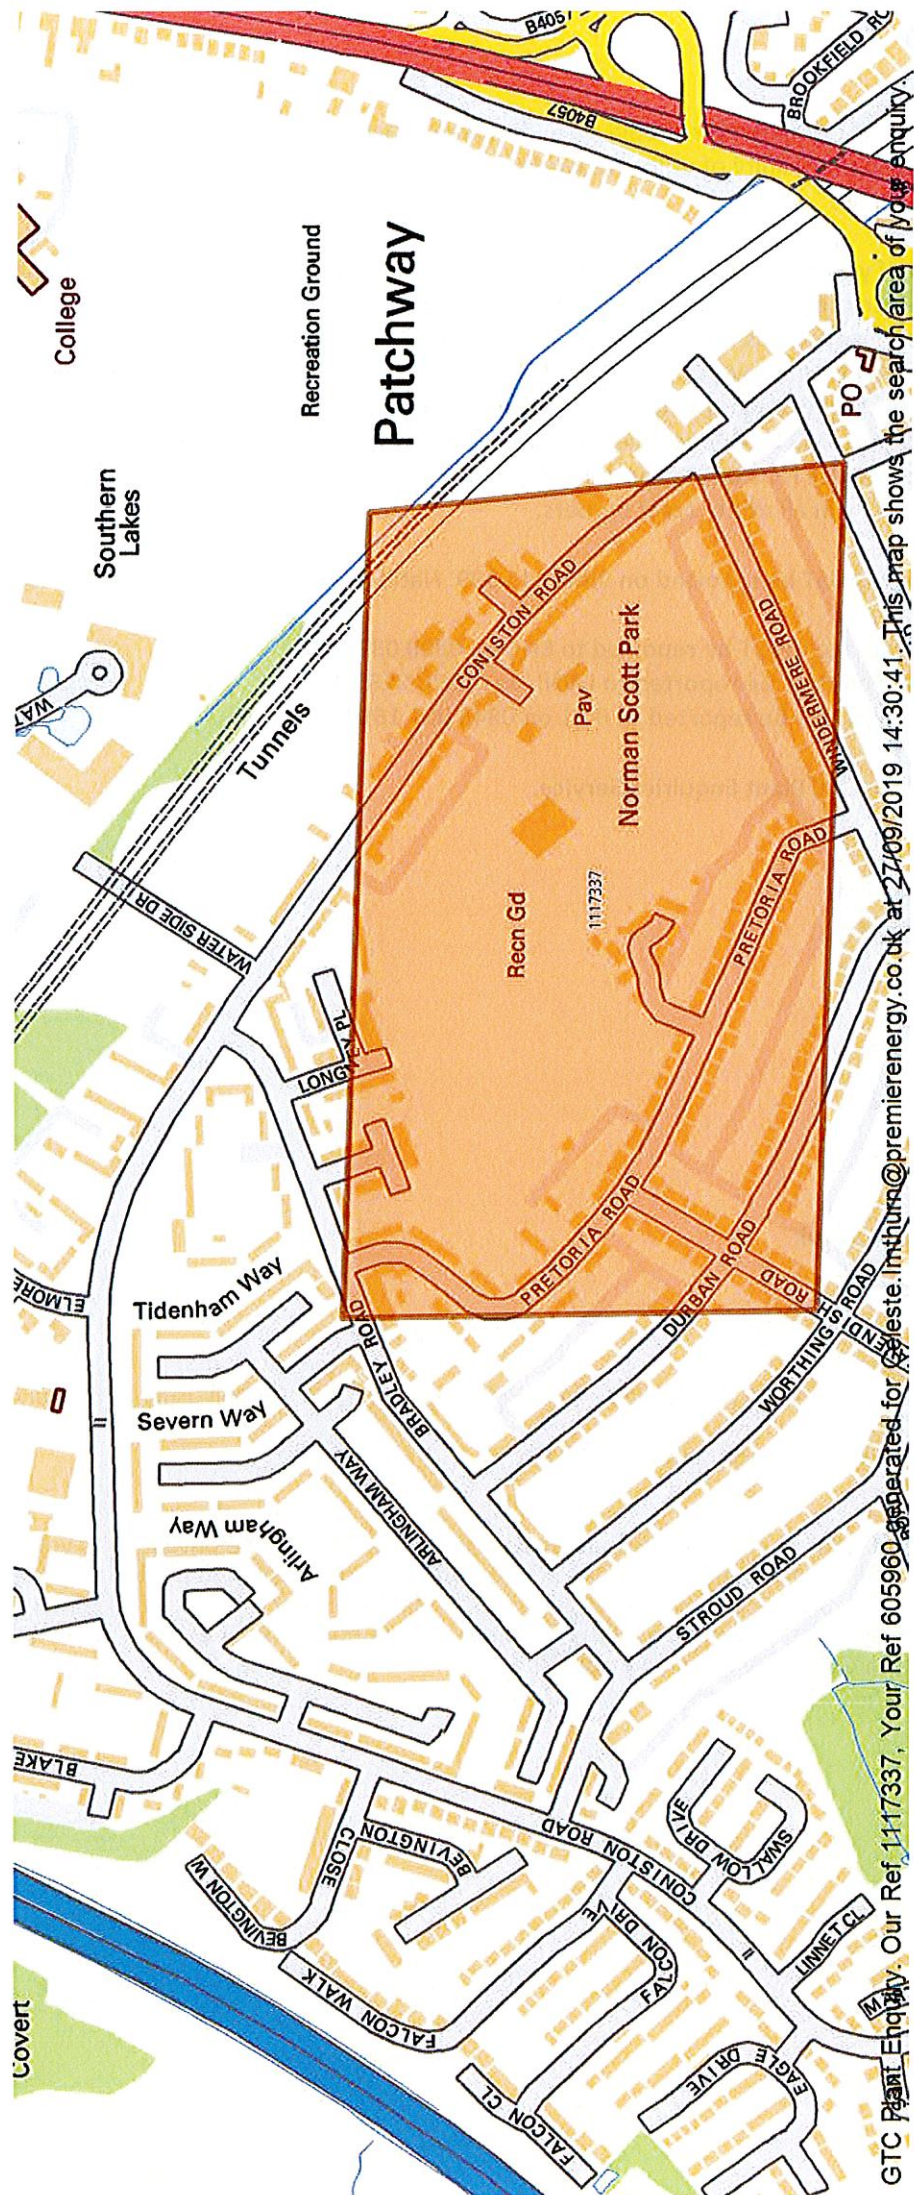 Covert
BLAKE
ELMORE
WATER SIDE DR
Southern
Lakes
College
B4057
B4057
BROOKFIELD
Recreation Ground
Patchway
Tunnels
Tidenham Way
Severn Way
Arlingham Way
ARLINGHAM WAY
BRADLEY ROAD
CONISTON ROAD
Pav
Norman Scott Park
Recn Gd
1117337
PRETORIA ROAD
PRETORIA ROAD
WINDERMERE ROAD
PO
DURBAN ROAD
ROAD
WORTHING ROAD
STROUD ROAD
BEVINGTON W
BEVINGTON
CLOSE
FALCON WALK
FALCON DRIVE
FALCON CL
CONISTON ROAD
SWALLOW DRIVE
LINNET CL
EAGLE DRIVE
GTC Plant Enquiry. Our Ref 1117337, Your Ref 605960 generated for Celeste.Imthurn@premierenergy.co.uk at 27/09/2019 14:30:41. This map shows the search area of your enquiry.